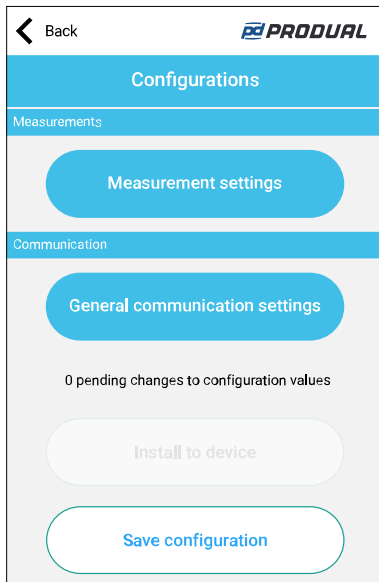 Back
pd PRODUAL
Configurations
Measurements
Measurement settings
Communication
General communication settings
0 pending changes to configuration values
Install to device
Save configuration